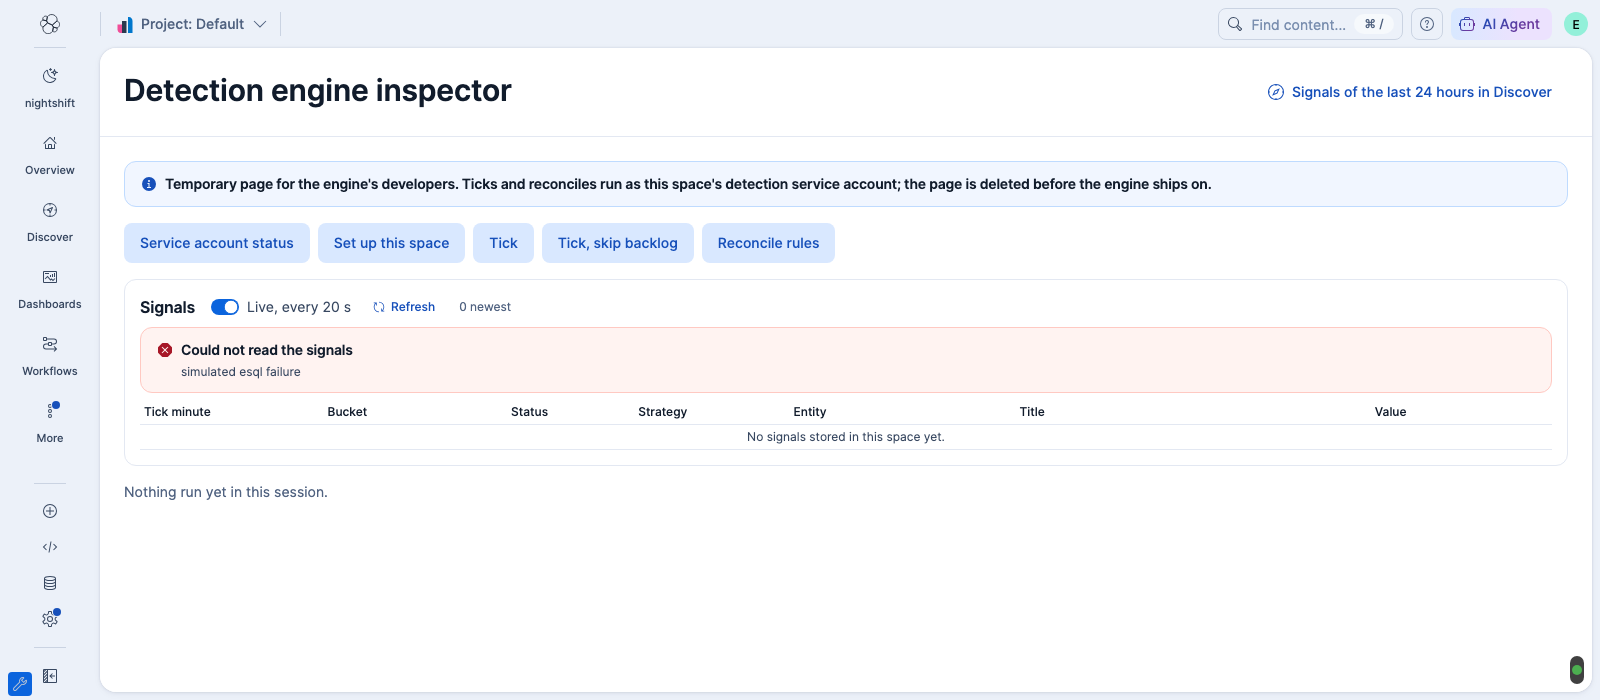 Project: Default
Find content...
⌘ /
AI Agent
E
nightshift
Overview
Discover
Dashboards
Workflows
More
Detection engine inspector
Signals of the last 24 hours in Discover
Temporary page for the engine's developers. Ticks and reconciles run as this space's detection service account; the page is deleted before the engine ships on.
Service account status
Set up this space
Tick
Tick, skip backlog
Reconcile rules
Signals
Live, every 20 s
Refresh
0 newest
Could not read the signals
simulated esql failure
Tick minute
Bucket
Status
Strategy
Entity
Title
Value
No signals stored in this space yet.
Nothing run yet in this session.